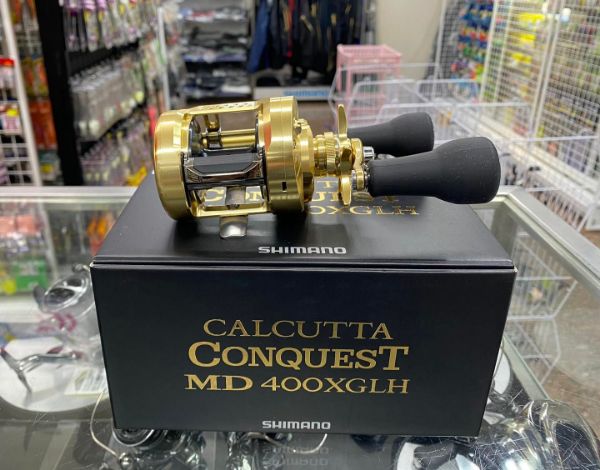 SHIMANO
CALCUTTA
CONQUEST
MD 400XGLH
SHIMANO